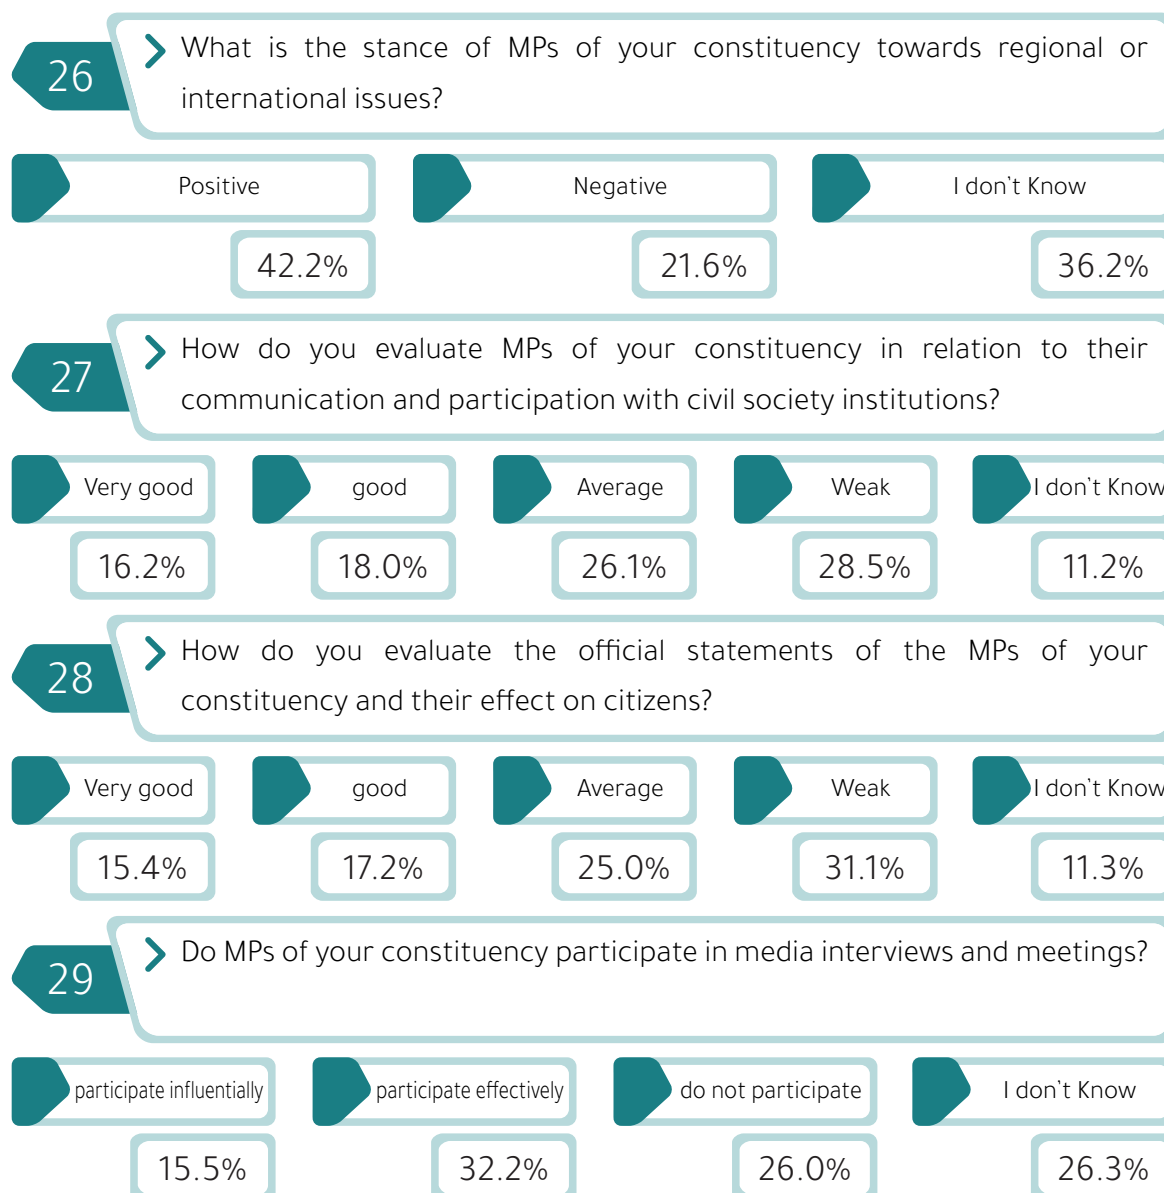 26
What is the stance of MPs of your constituency towards regional or
international issues?
Positive
Negative
I don't Know
42.2%
21.6%
36.2%
27
How do you evaluate MPs of your constituency in relation to their
communication and participation with civil society institutions?
Very good
good
Average
Weak
I don't Know
16.2%
18.0%
26.1%
28.5%
11.2%
28
How do you evaluate the official statements of the MPs of your
constituency and their effect on citizens?
Very good
good
Average
Weak
I don't Know
15.4%
17.2%
25.0%
31.1%
11.3%
29
Do MPs of your constituency participate in media interviews and meetings?
participate influentially
participate effectively
do not participate
I don't Know
15.5%
32.2%
26.0%
26.3%